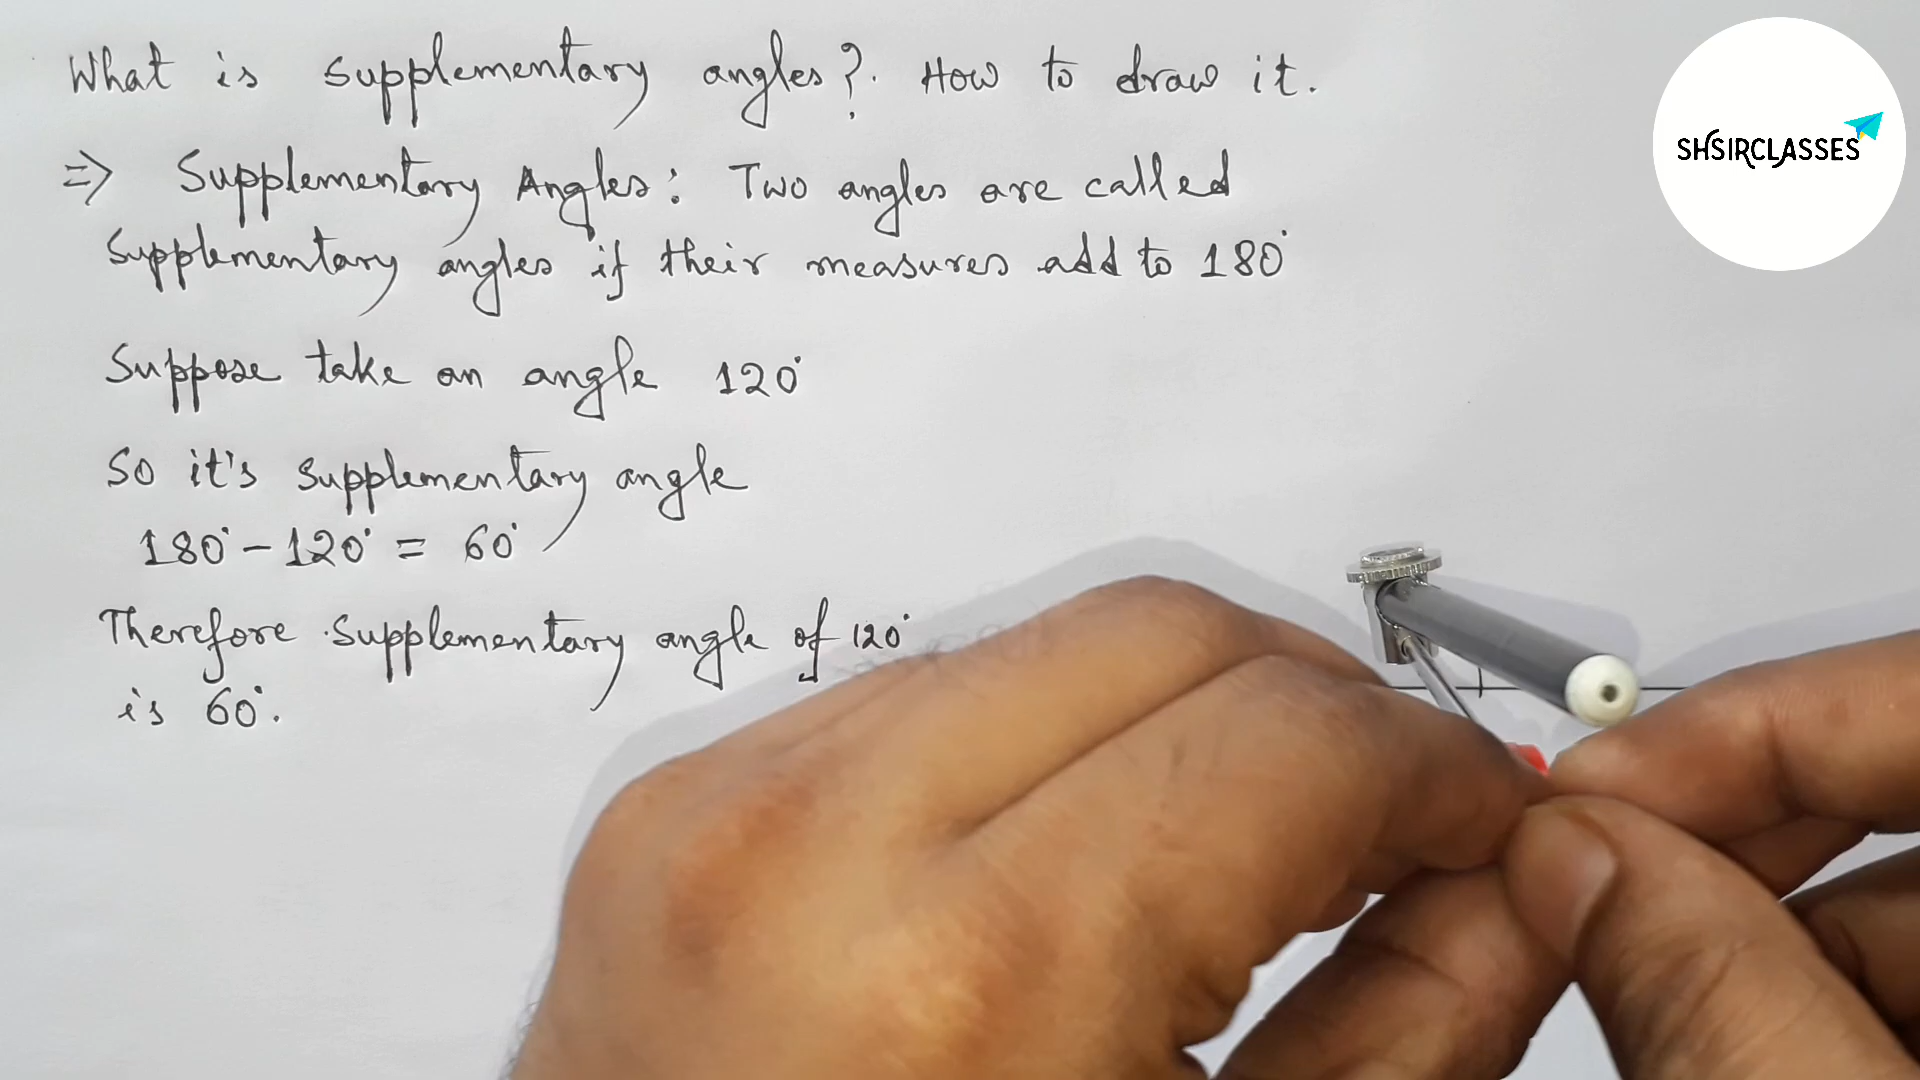 What is supplementary angles?. How to draw it.
SHSIRCLASSES
⇒ Supplementary Angles: Two angles are called
Supplementary angles if their measures add to 180°
Suppose take an angle 120°
So it's supplementary angle
180° - 120° = 60°
Therefore supplementary angle of 120°
is 60°.